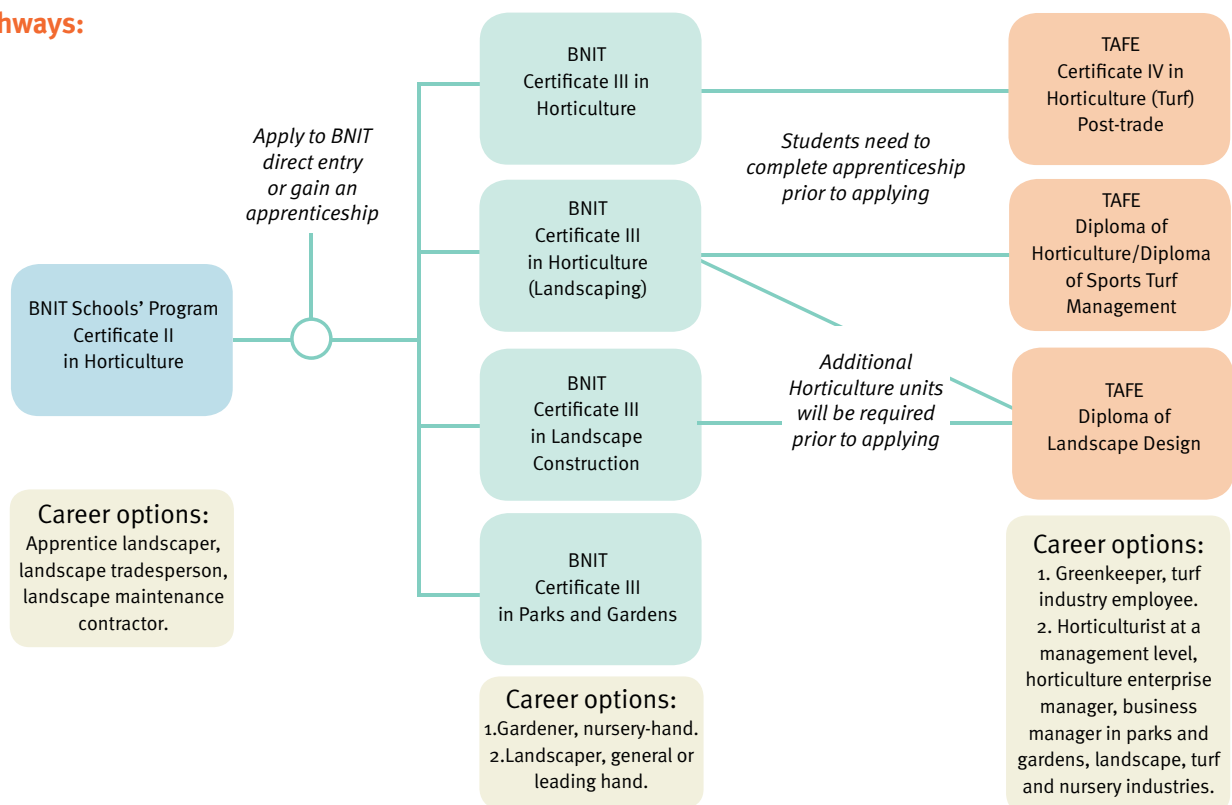 hways:
BNIT Schools’ Program
Certificate II
in Horticulture
Career options:
Apprentice landscaper,
landscape tradesperson,
landscape maintenance
contractor.
Apply to BNIT
direct entry
or gain an
apprenticeship
BNIT
Certificate III in
Horticulture
BNIT
Certificate III
in Horticulture
(Landscaping)
BNIT
Certificate III
in Landscape
Construction
BNIT
Certificate III
in Parks and Gardens
Career options:
1.Gardener, nursery-hand.
2.Landscaper, general or
leading hand.
Students need to
complete apprenticeship
prior to applying
Additional
Horticulture units
will be required
prior to applying
TAFE
Certificate IV in
Horticulture (Turf)
Post-trade
TAFE
Diploma of
Horticulture/Diploma
of Sports Turf
Management
TAFE
Diploma of
Landscape Design
Career options:
1. Greenkeeper, turf
industry employee.
2. Horticulturist at a
management level,
horticulture enterprise
manager, business
manager in parks and
gardens, landscape, turf
and nursery industries.